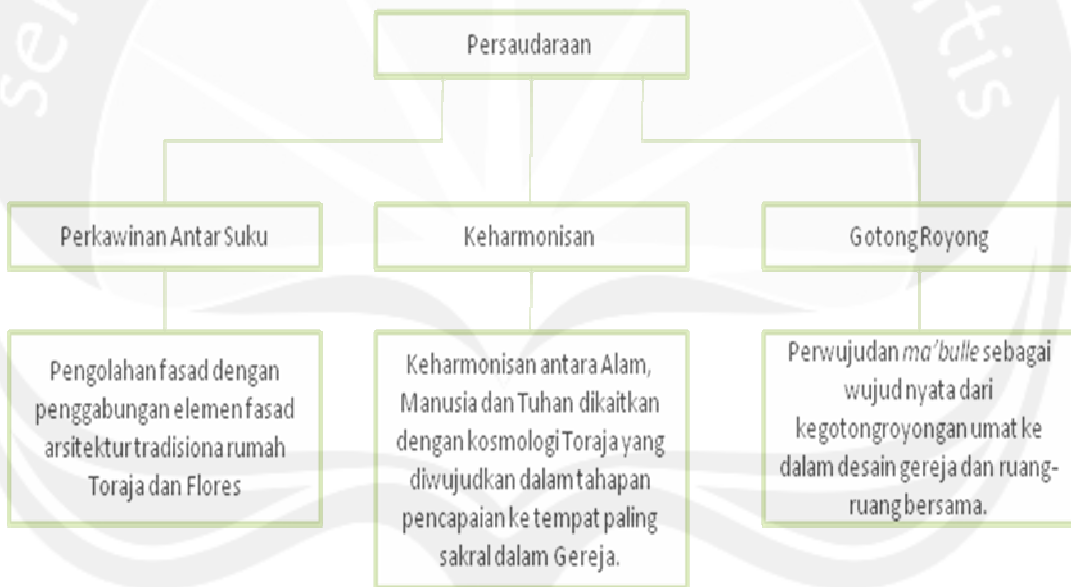 Persaudaraan
Perkawinan Antar Suku
Keharmonisan
Gotong Royong
Pengolahan fasad dengan
penggabungan elemen fasad
arsitektur tradisiona rumah
Toraja dan Flores
Keharmonisan antara Alam,
Manusia dan Tuhan dikaitkan
dengan kosmologi Toraja yang
diwujudkan dalam tahapan
pencapaian ke tempat paling
sakral dalam Gereja.
Perwujudan ma'bulle sebagai
wujud nyata dari
kegotongroyongan umat ke
dalam desain gereja dan ruang-
ruang bersama.